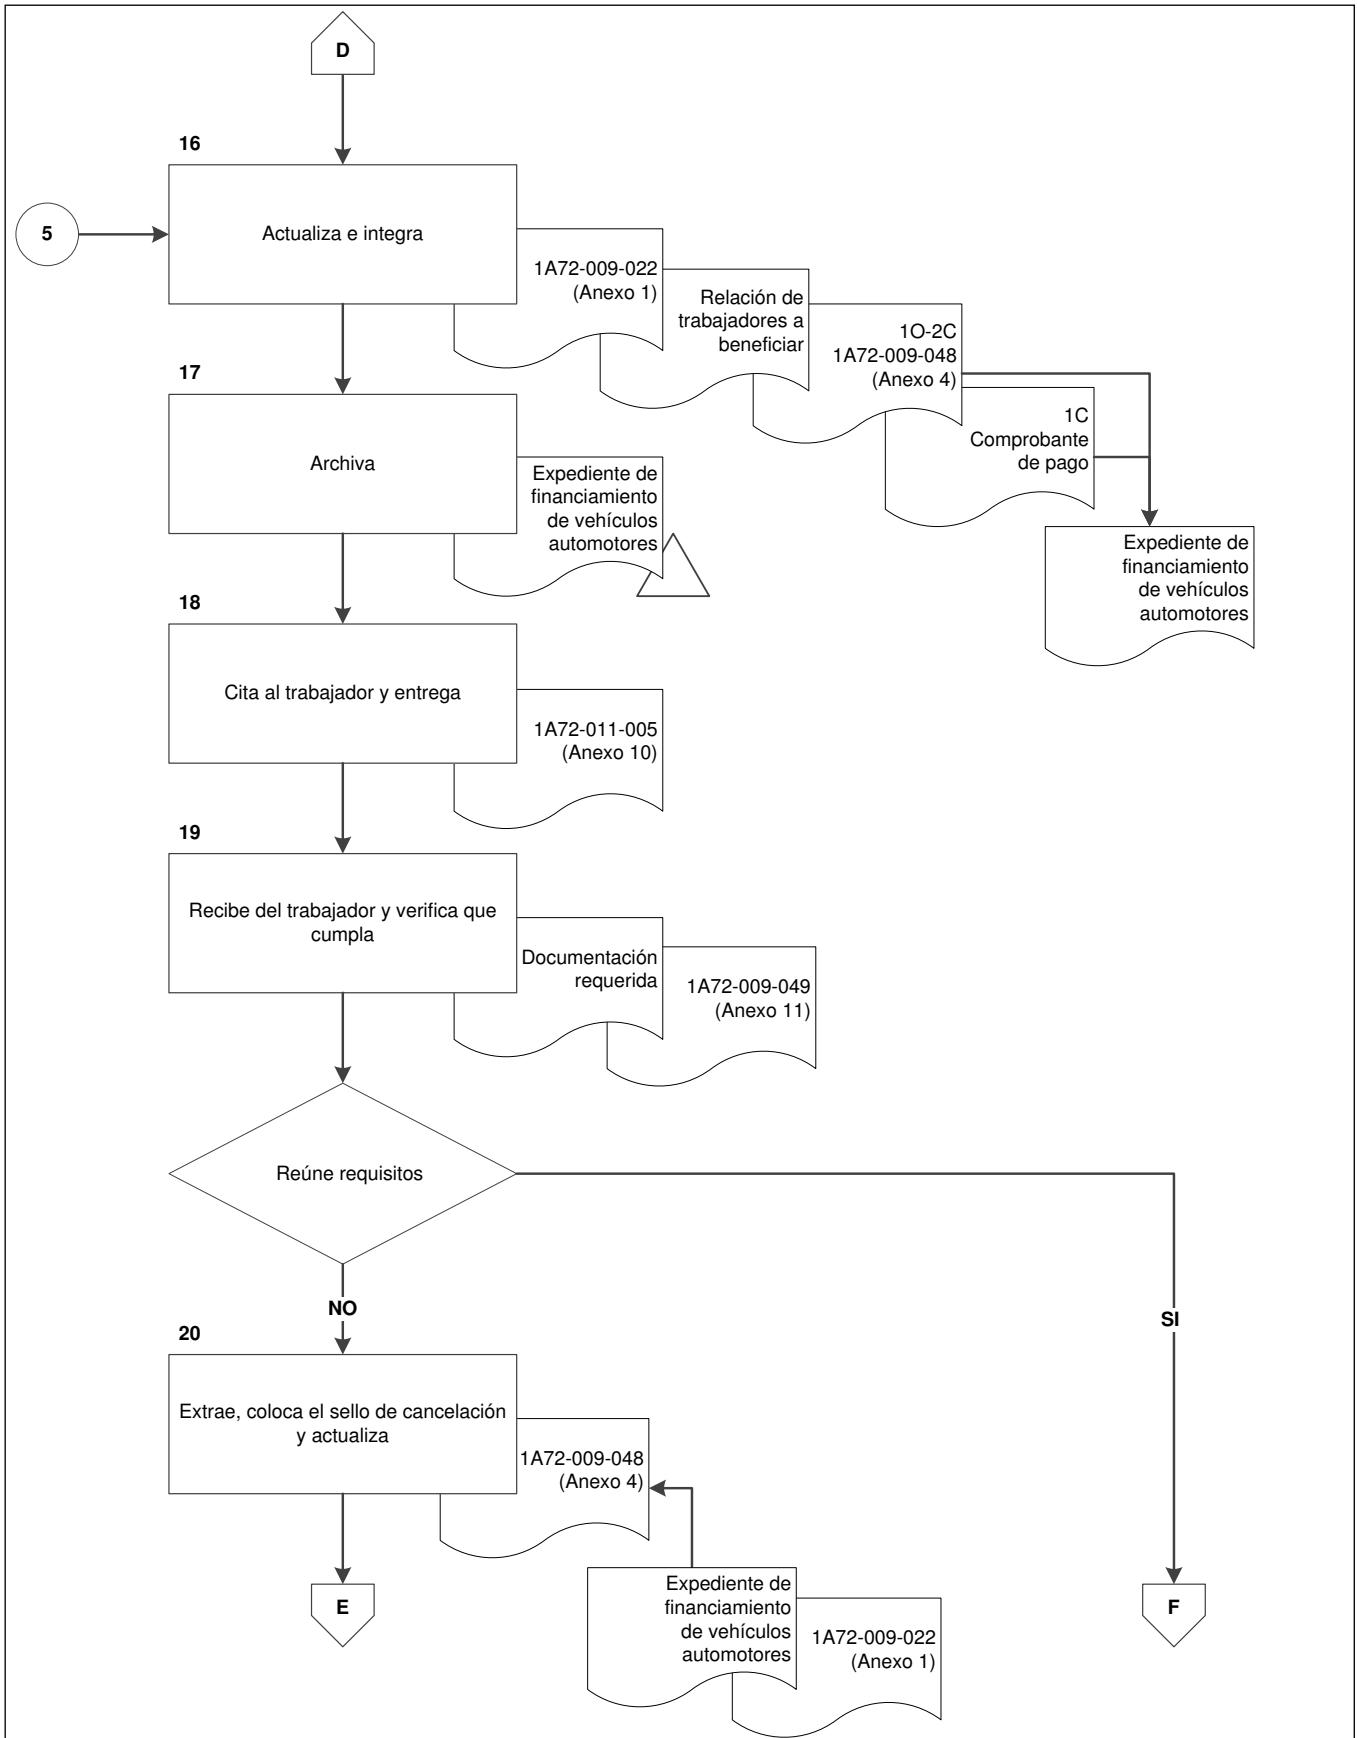 D
16
5
Actualiza e integra
1A72-009-022
(Anexo 1)
Relación de
trabajadores a
beneficiar
1O-2C
1A72-009-048
(Anexo 4)
1C
Comprobante
de pago
Expediente de
financiamiento
de vehículos
automotores
17
Archiva
Expediente de
financiamiento
de vehículos
automotores
18
Cita al trabajador y entrega
1A72-011-005
(Anexo 10)
19
Recibe del trabajador y verifica que
cumpla
Documentación
requerida
1A72-009-049
(Anexo 11)
Reúne requisitos
NO
SI
20
Extrae, coloca el sello de cancelación
y actualiza
1A72-009-048
(Anexo 4)
Expediente de
financiamiento
de vehículos
automotores
1A72-009-022
(Anexo 1)
E
F